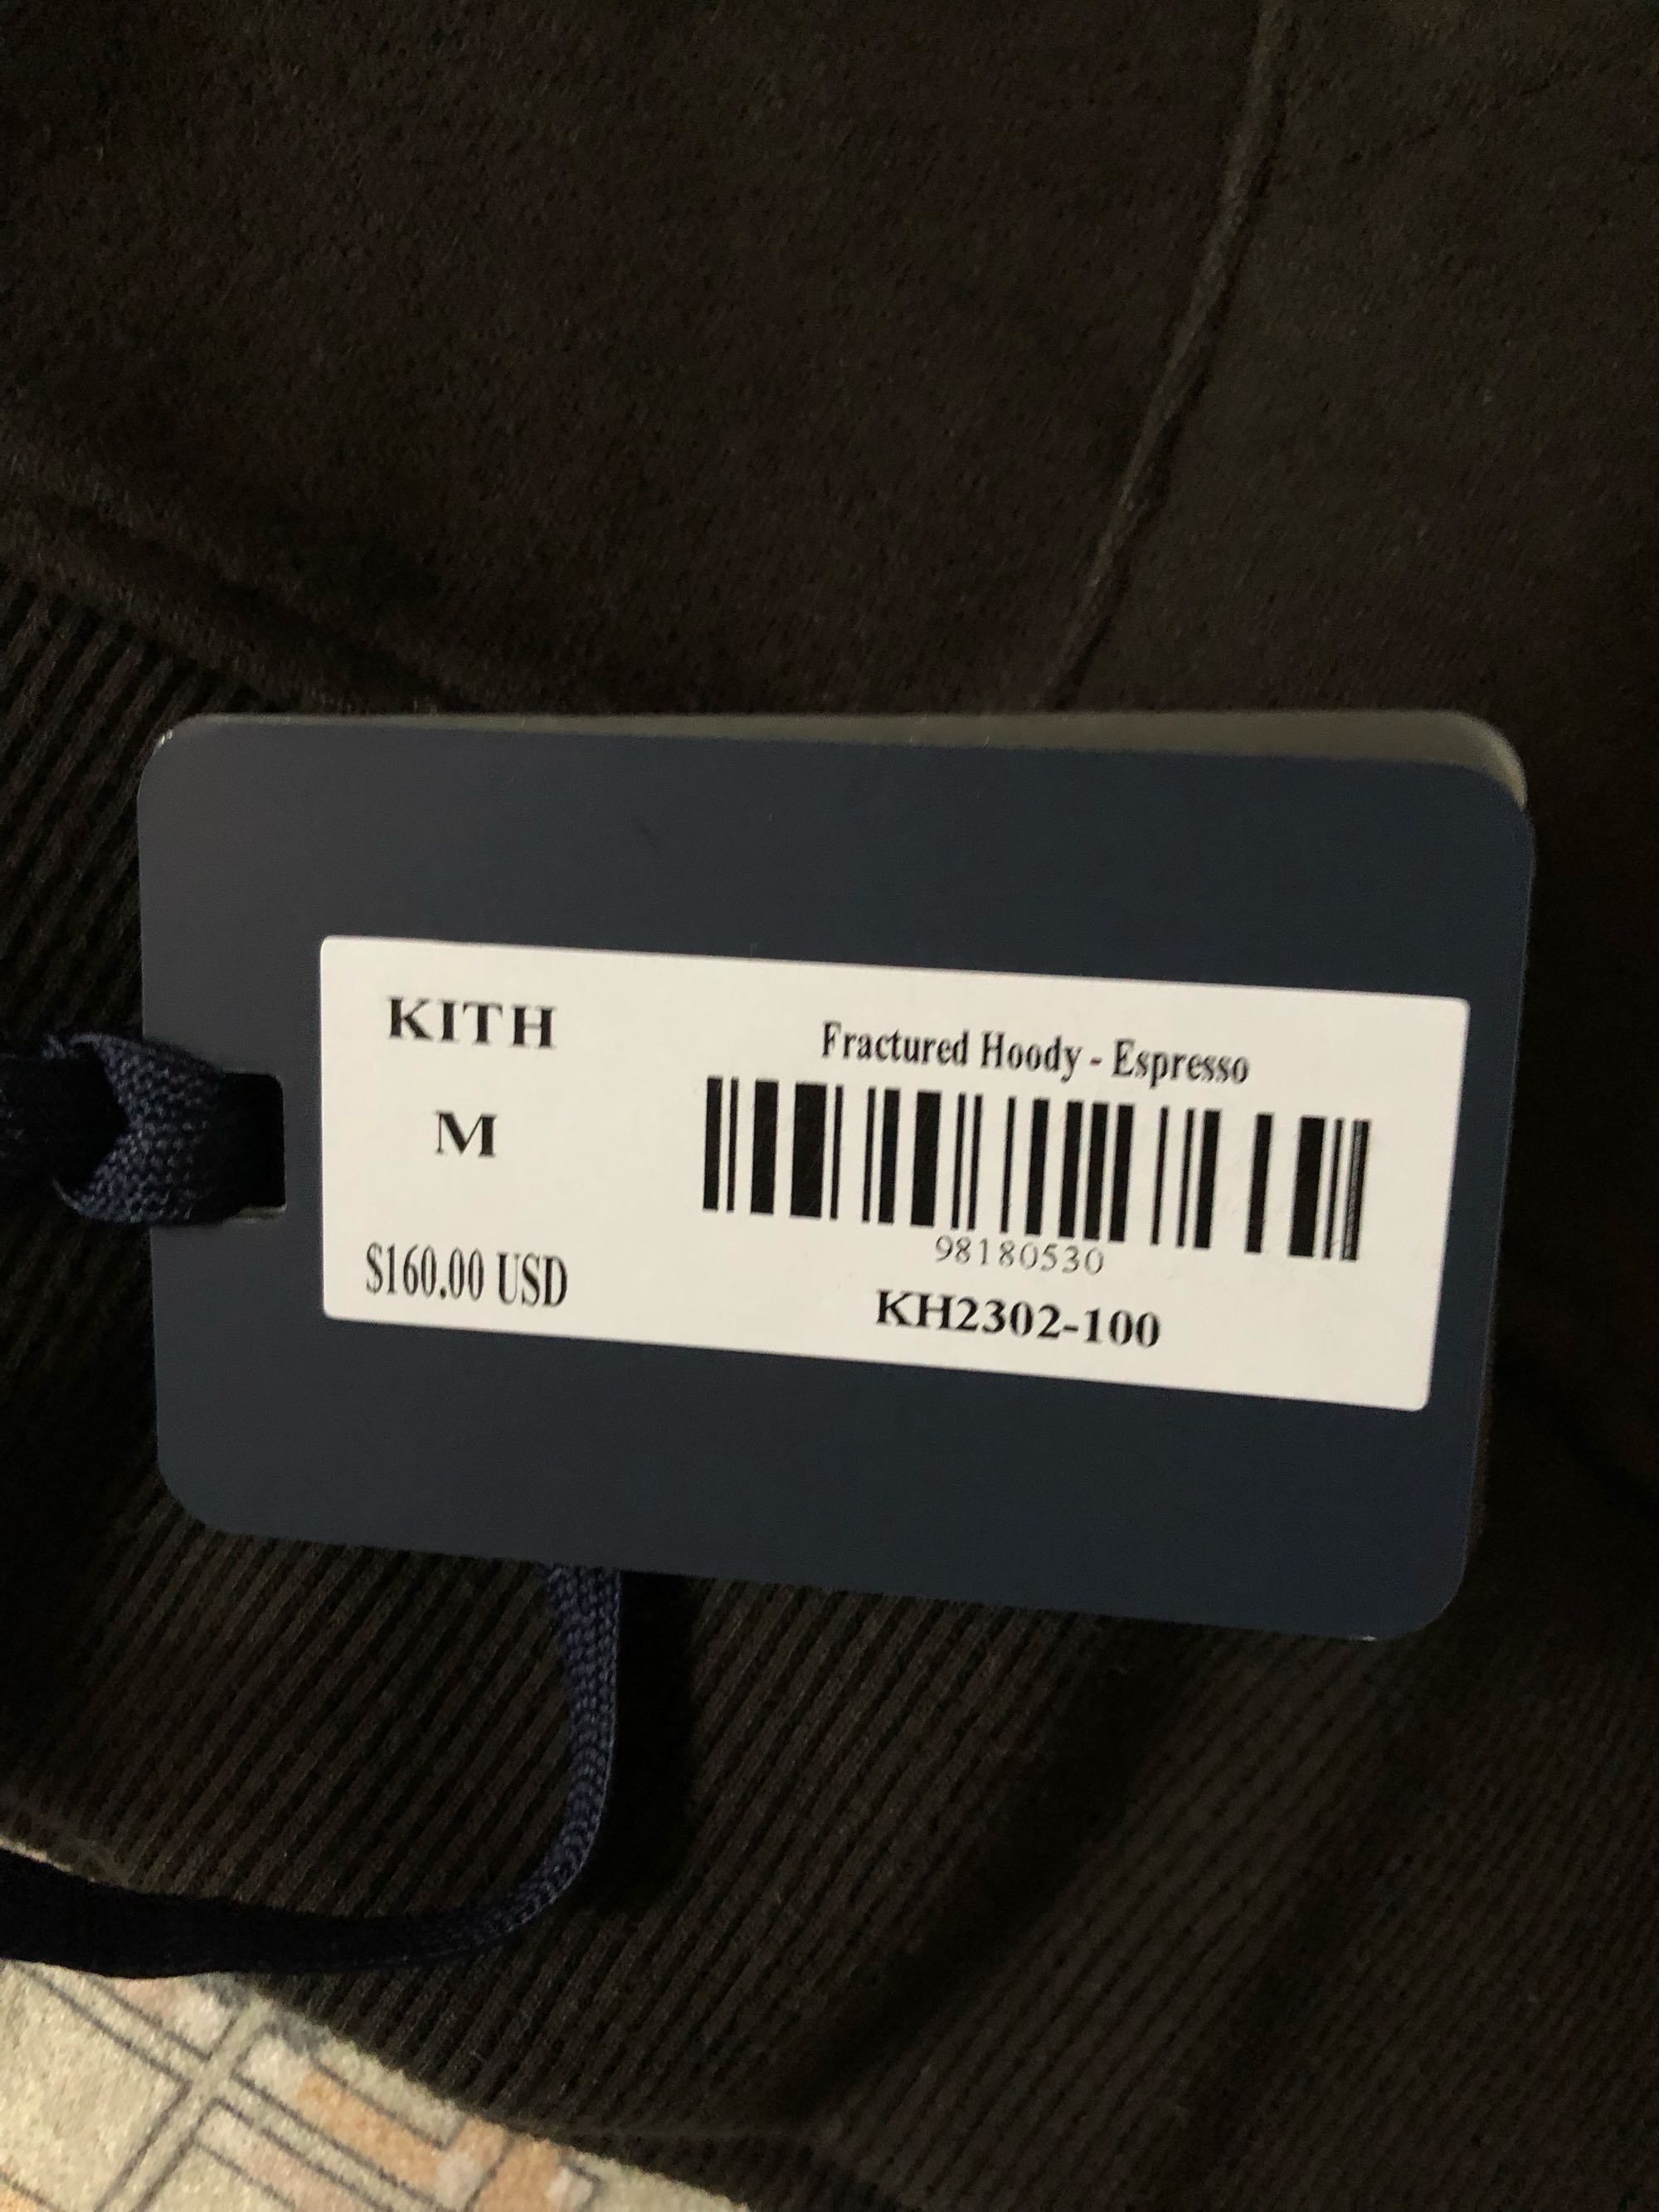 KITH
M
$160.00 USD
Fractured Hoody - Espresso
98180530
KH2302-100